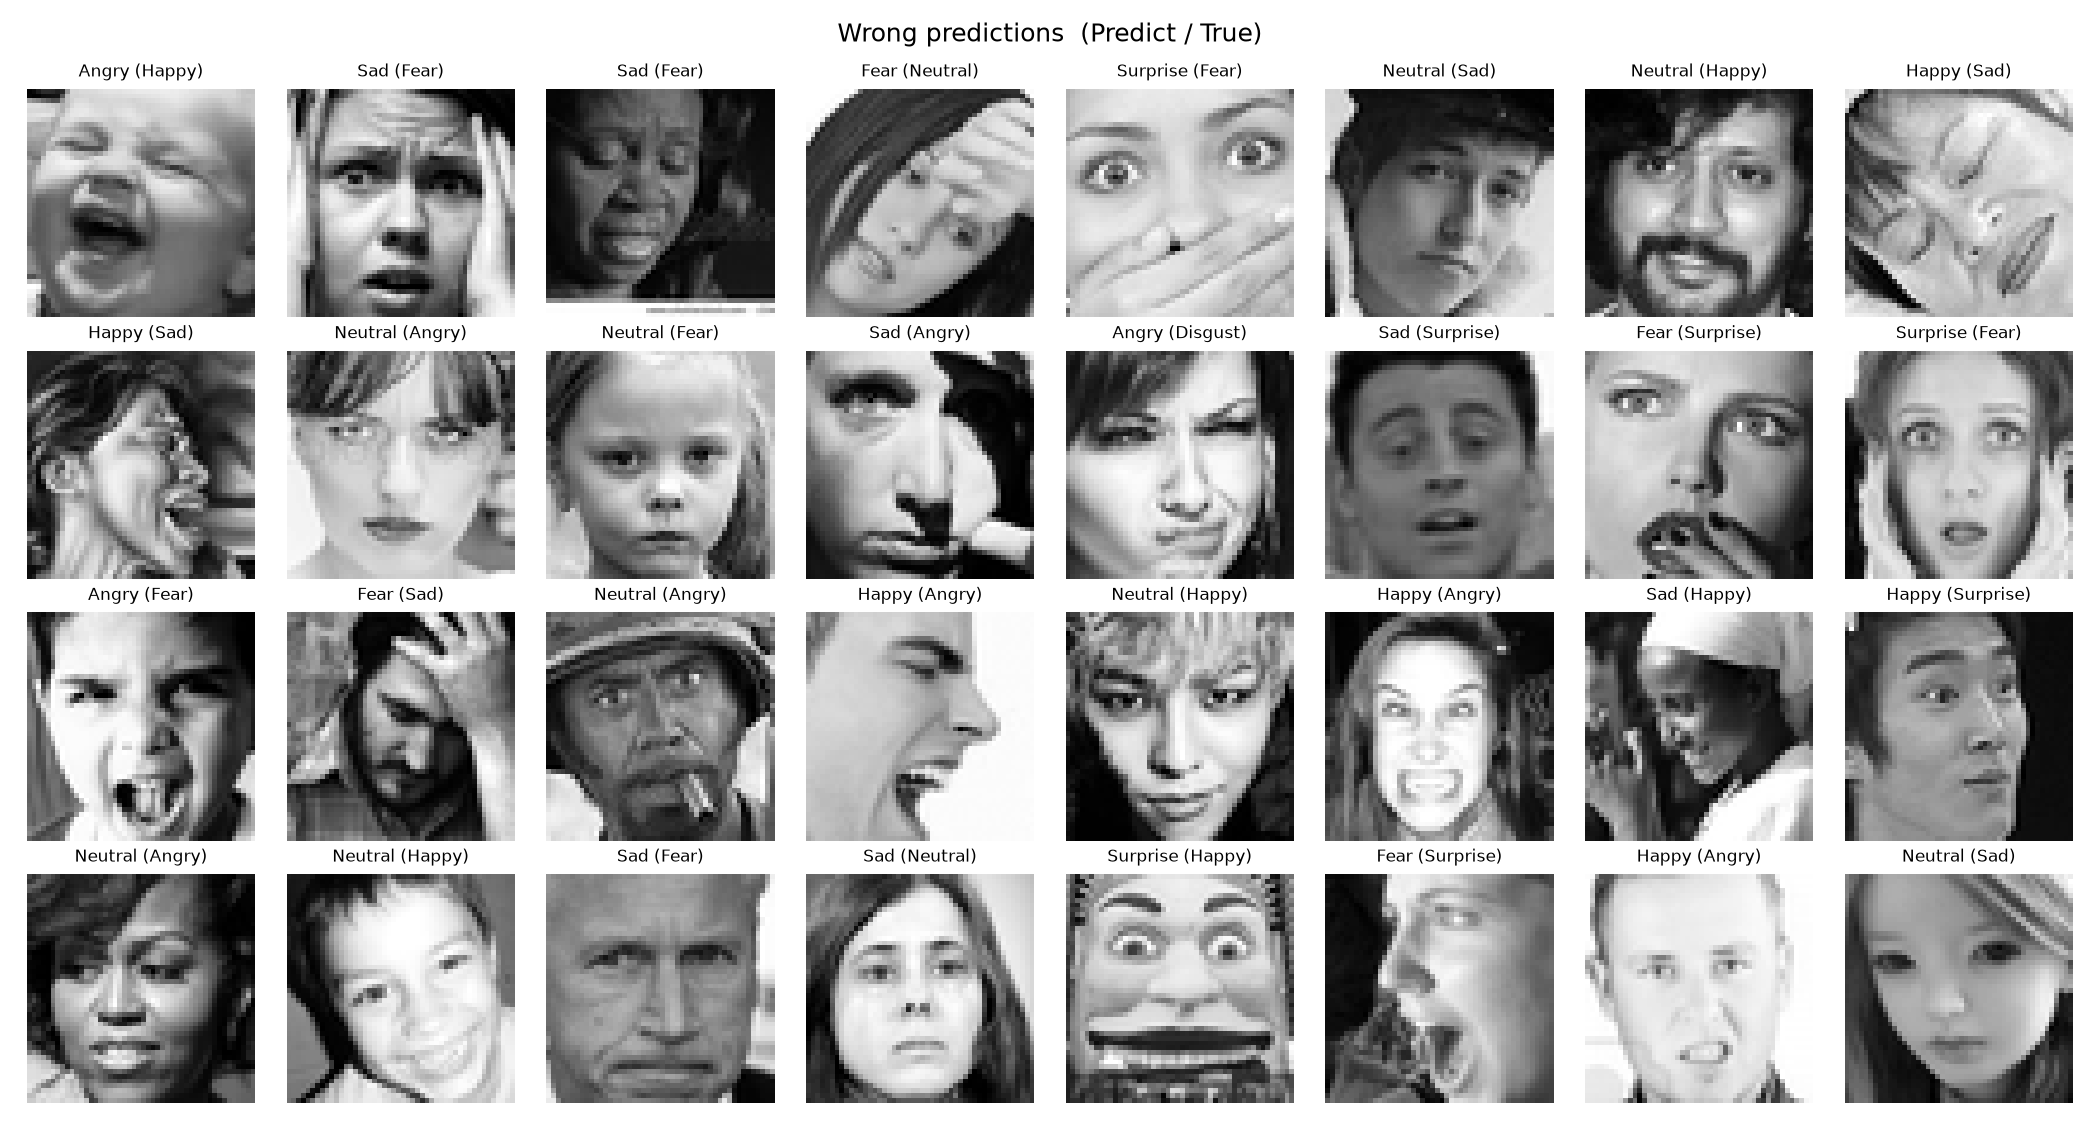 Wrong predictions  (Predict / True)
Angry (Happy)
Sad (Fear)
Sad (Fear)
Fear (Neutral)
Surprise (Fear)
Neutral (Sad)
Neutral (Happy)
Happy (Sad)
Happy (Sad)
Neutral (Angry)
Neutral (Fear)
Sad (Angry)
Angry (Disgust)
Sad (Surprise)
Fear (Surprise)
Surprise (Fear)
Angry (Fear)
Fear (Sad)
Neutral (Angry)
Happy (Angry)
Neutral (Happy)
Happy (Angry)
Sad (Happy)
Happy (Surprise)
Neutral (Angry)
Neutral (Happy)
Sad (Fear)
Sad (Neutral)
Surprise (Happy)
Fear (Surprise)
Happy (Angry)
Neutral (Sad)